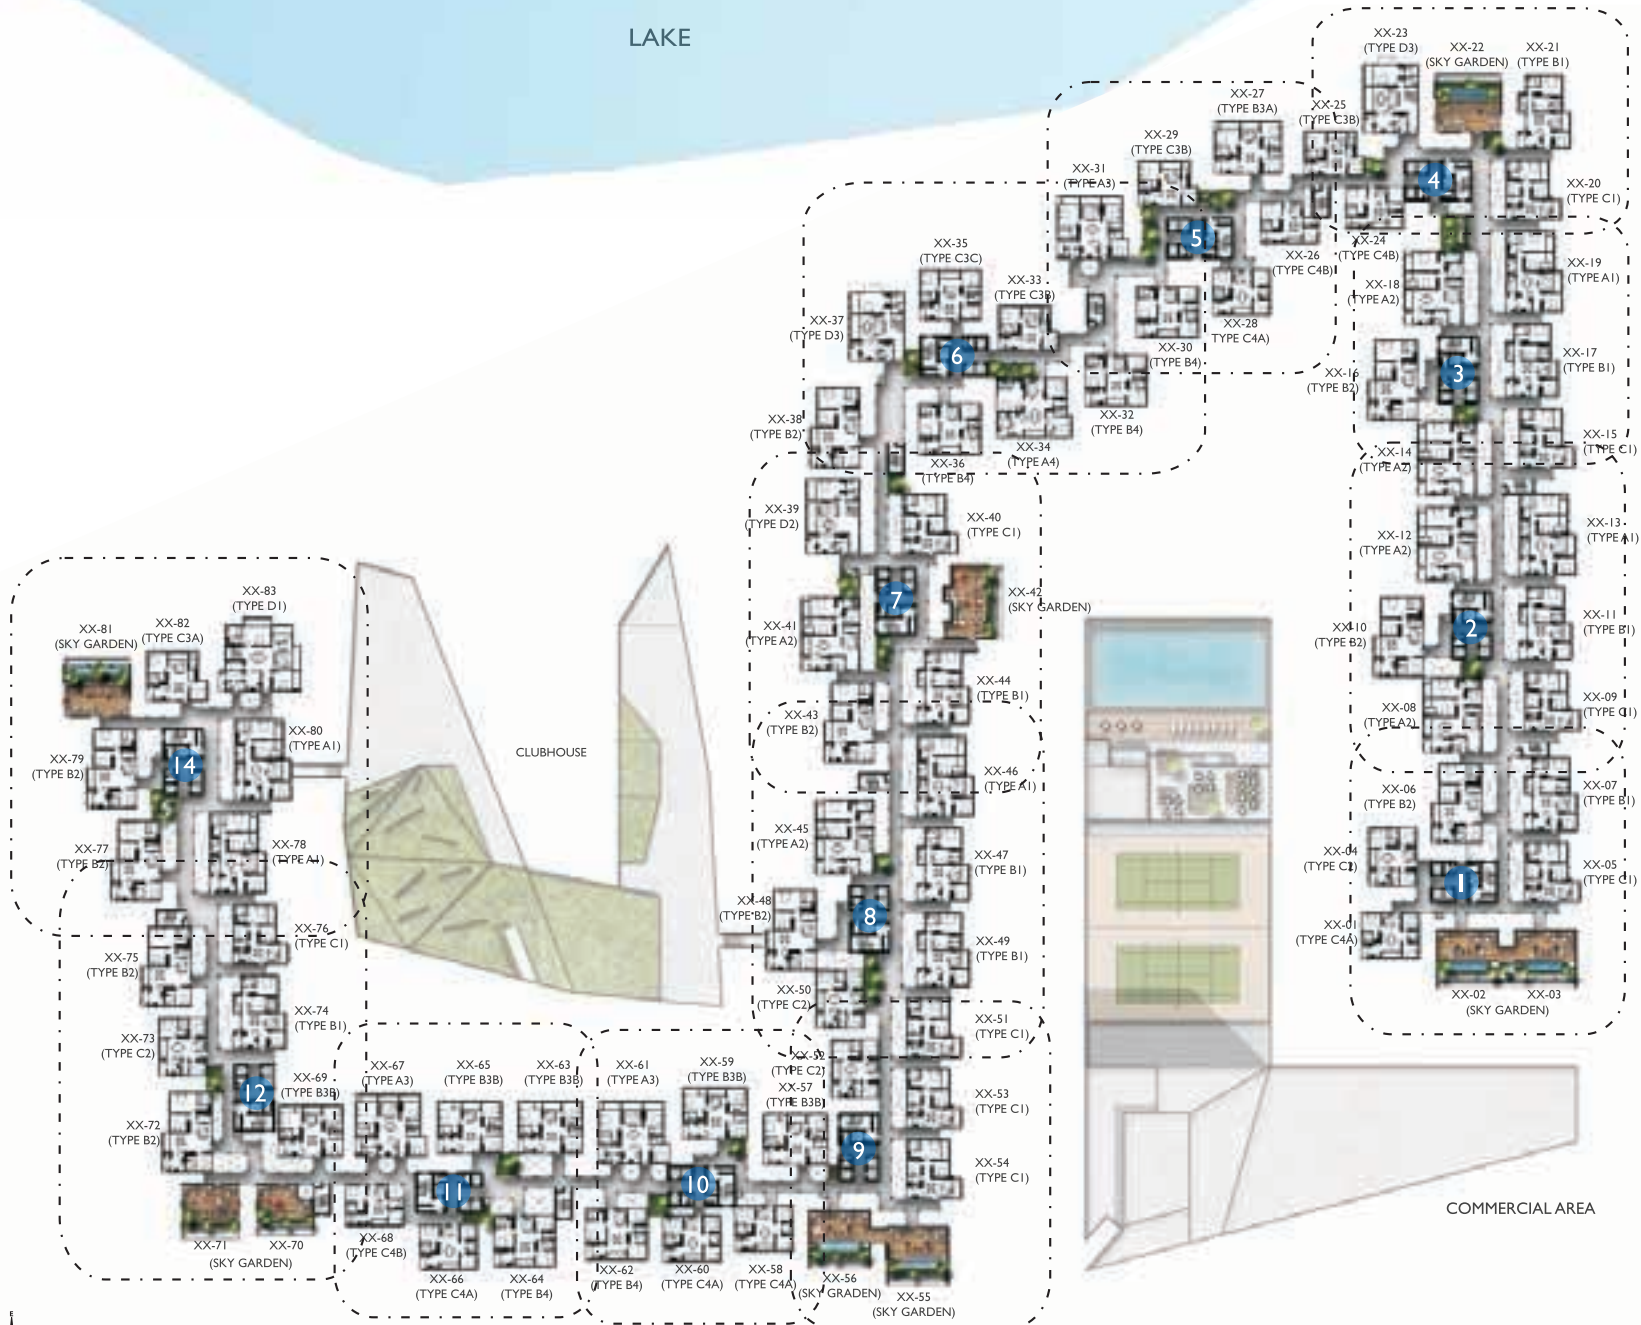 LAKE
XX-23
(TYPE D3)
XX-22
(SKY GARDEN)
XX-21
(TYPE B1)
XX-27
(TYPE B3A)
XX-25
(TYPE C3B)
XX-29
(TYPE C3B)
XX-31
(TYPE A3)
4
XX-20
(TYPE C1)
5
XX-24
(TYPE C4B)
XX-26
(TYPE C4B)
XX-19
(TYPE A1)
XX-18
(TYPE A2)
XX-35
(TYPE C3C)
XX-33
(TYPE C3B)
XX-37
(TYPE D3)
XX-28
TYPE C4A)
XX-30
(TYPE B4)
6
XX-17
(TYPE B1)
3
XX-16
(TYPE B2)
XX-32
(TYPE B4)
XX-38
(TYPE B2)
XX-34
(TYPE A4)
XX-36
(TYPE B4)
XX-15
(TYPE C1)
XX-14
(TYPE A2)
XX-39
(TYPE D2)
XX-40
(TYPE C1)
XX-13
(TYPE A1)
XX-12
(TYPE A2)
7
XX-42
(SKY GARDEN)
XX-41
(TYPE A2)
XX-11
(TYPE B1)
2
XX-10
(TYPE B2)
XX-83
(TYPE D1)
XX-82
(TYPE C3A)
XX-81
(SKY GARDEN)
XX-44
(TYPE B1)
XX-43
(TYPE B2)
XX-09
(TYPE C1)
XX-08
(TYPE A2)
XX-80
(TYPE A1)
CLUBHOUSE
XX-79
(TYPE B2)
14
XX-46
(TYPE A1)
XX-07
(TYPE B1)
XX-06
(TYPE B2)
XX-45
(TYPE A2)
XX-78
(TYPE A1)
XX-77
(TYPE B2)
XX-47
(TYPE B1)
XX-04
(TYPE C2)
XX-05
(TYPE C1)
1
XX-48
(TYPE B2)
8
XX-01
(TYPE C4A)
XX-76
(TYPE C1)
XX-75
(TYPE B2)
XX-49
(TYPE B1)
XX-50
(TYPE C2)
XX-02
XX-03
(SKY GARDEN)
XX-74
(TYPE B1)
XX-73
(TYPE C2)
XX-51
(TYPE C1)
XX-52
(TYPE C2)
XX-57
(TYPE B3B)
XX-67
(TYPE A3)
XX-65
(TYPE B3B)
XX-63
(TYPE B3B)
XX-61
(TYPE A3)
XX-59
(TYPE B3B)
XX-69
(TYPE B3B)
12
XX-53
(TYPE C1)
XX-72
(TYPE B2)
9
XX-54
(TYPE C1)
11
10
COMMERCIAL AREA
XX-71
XX-70
(SKY GARDEN)
XX-68
(TYPE C4B)
XX-66
(TYPE C4A)
XX-64
(TYPE B4)
XX-62
(TYPE B4)
XX-60
(TYPE C4A)
XX-58
(TYPE C4A)
XX-56
(SKY GRADEN)
XX-55
(SKY GARDEN)